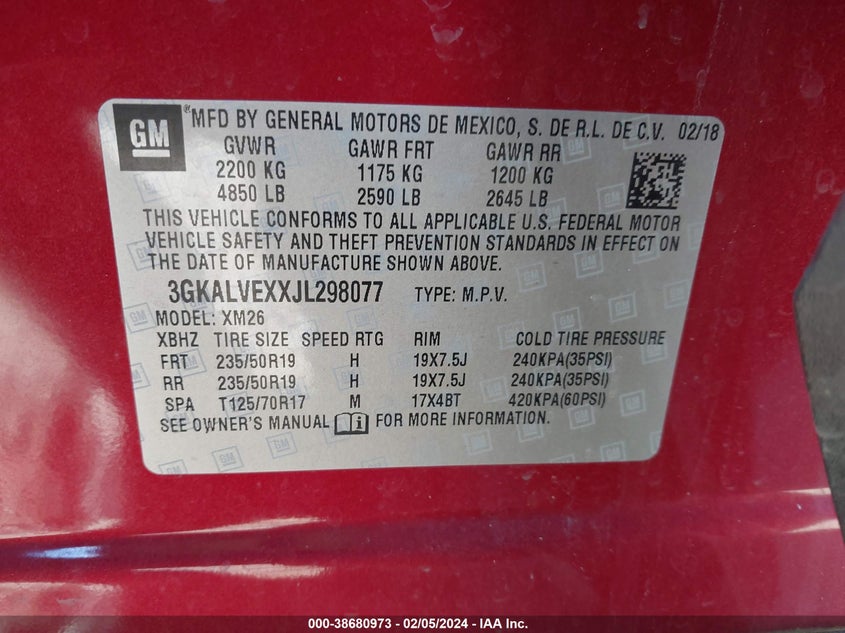 GM ® MFD BY GENERAL MOTORS DE MEXICO, S. DE R.L. DE C.V. 02/18
GVWR GAWR FRT GAWR RR
2200 KG 1175 KG 1200 KG
4850 LB 2590 LB 2645 LB
THIS VEHICLE CONFORMS TO ALL APPLICABLE U.S. FEDERAL MOTOR
VEHICLE SAFETY AND THEFT PREVENTION STANDARDS IN EFFECT ON
THE DATE OF MANUFACTURE SHOWN ABOVE.
3GKALVEXXJL298077 TYPE: M.P.V.
MODEL: XM26
XBHZ TIRE SIZE SPEED RTG RIM COLD TIRE PRESSURE
FRT 235/50R19 H 19X7.5J 240KPA(35PSI)
RR 235/50R19 H 19X7.5J 240KPA(35PSI)
SPA T125/70R17 M 17X4BT 420KPA(60PSI)
SEE OWNER'S MANUAL FOR MORE INFORMATION.
000-38680973 - 02/05/2024 - IAA Inc.